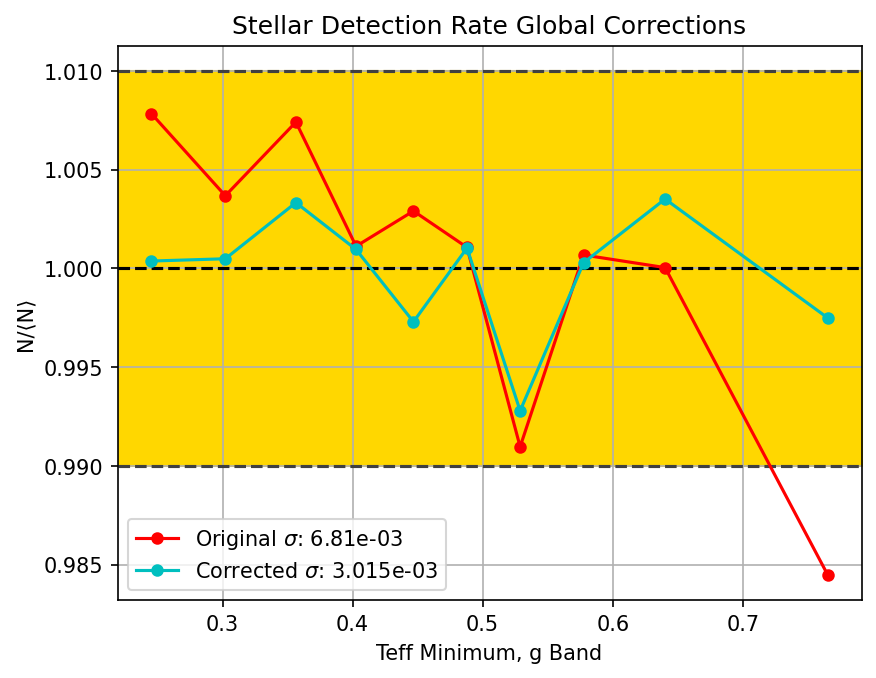 Stellar Detection Rate Global Corrections
N/⟨N⟩
1.010
1.005
1.000
0.995
0.990
0.985
Original σ: 6.81e-03
Corrected σ: 3.015e-03
0.3 0.4 0.5 0.6 0.7
Teff Minimum, g Band